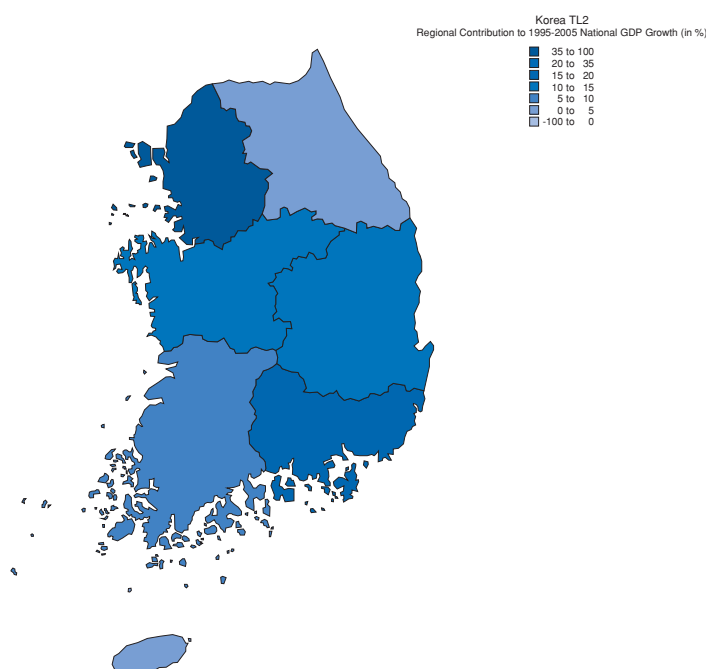 Korea TL2
Regional Contribution to 1995-2005 National GDP Growth (in %)
35 to 100
20 to 35
15 to 20
10 to 15
5 to 10
0 to 5
-100 to 0